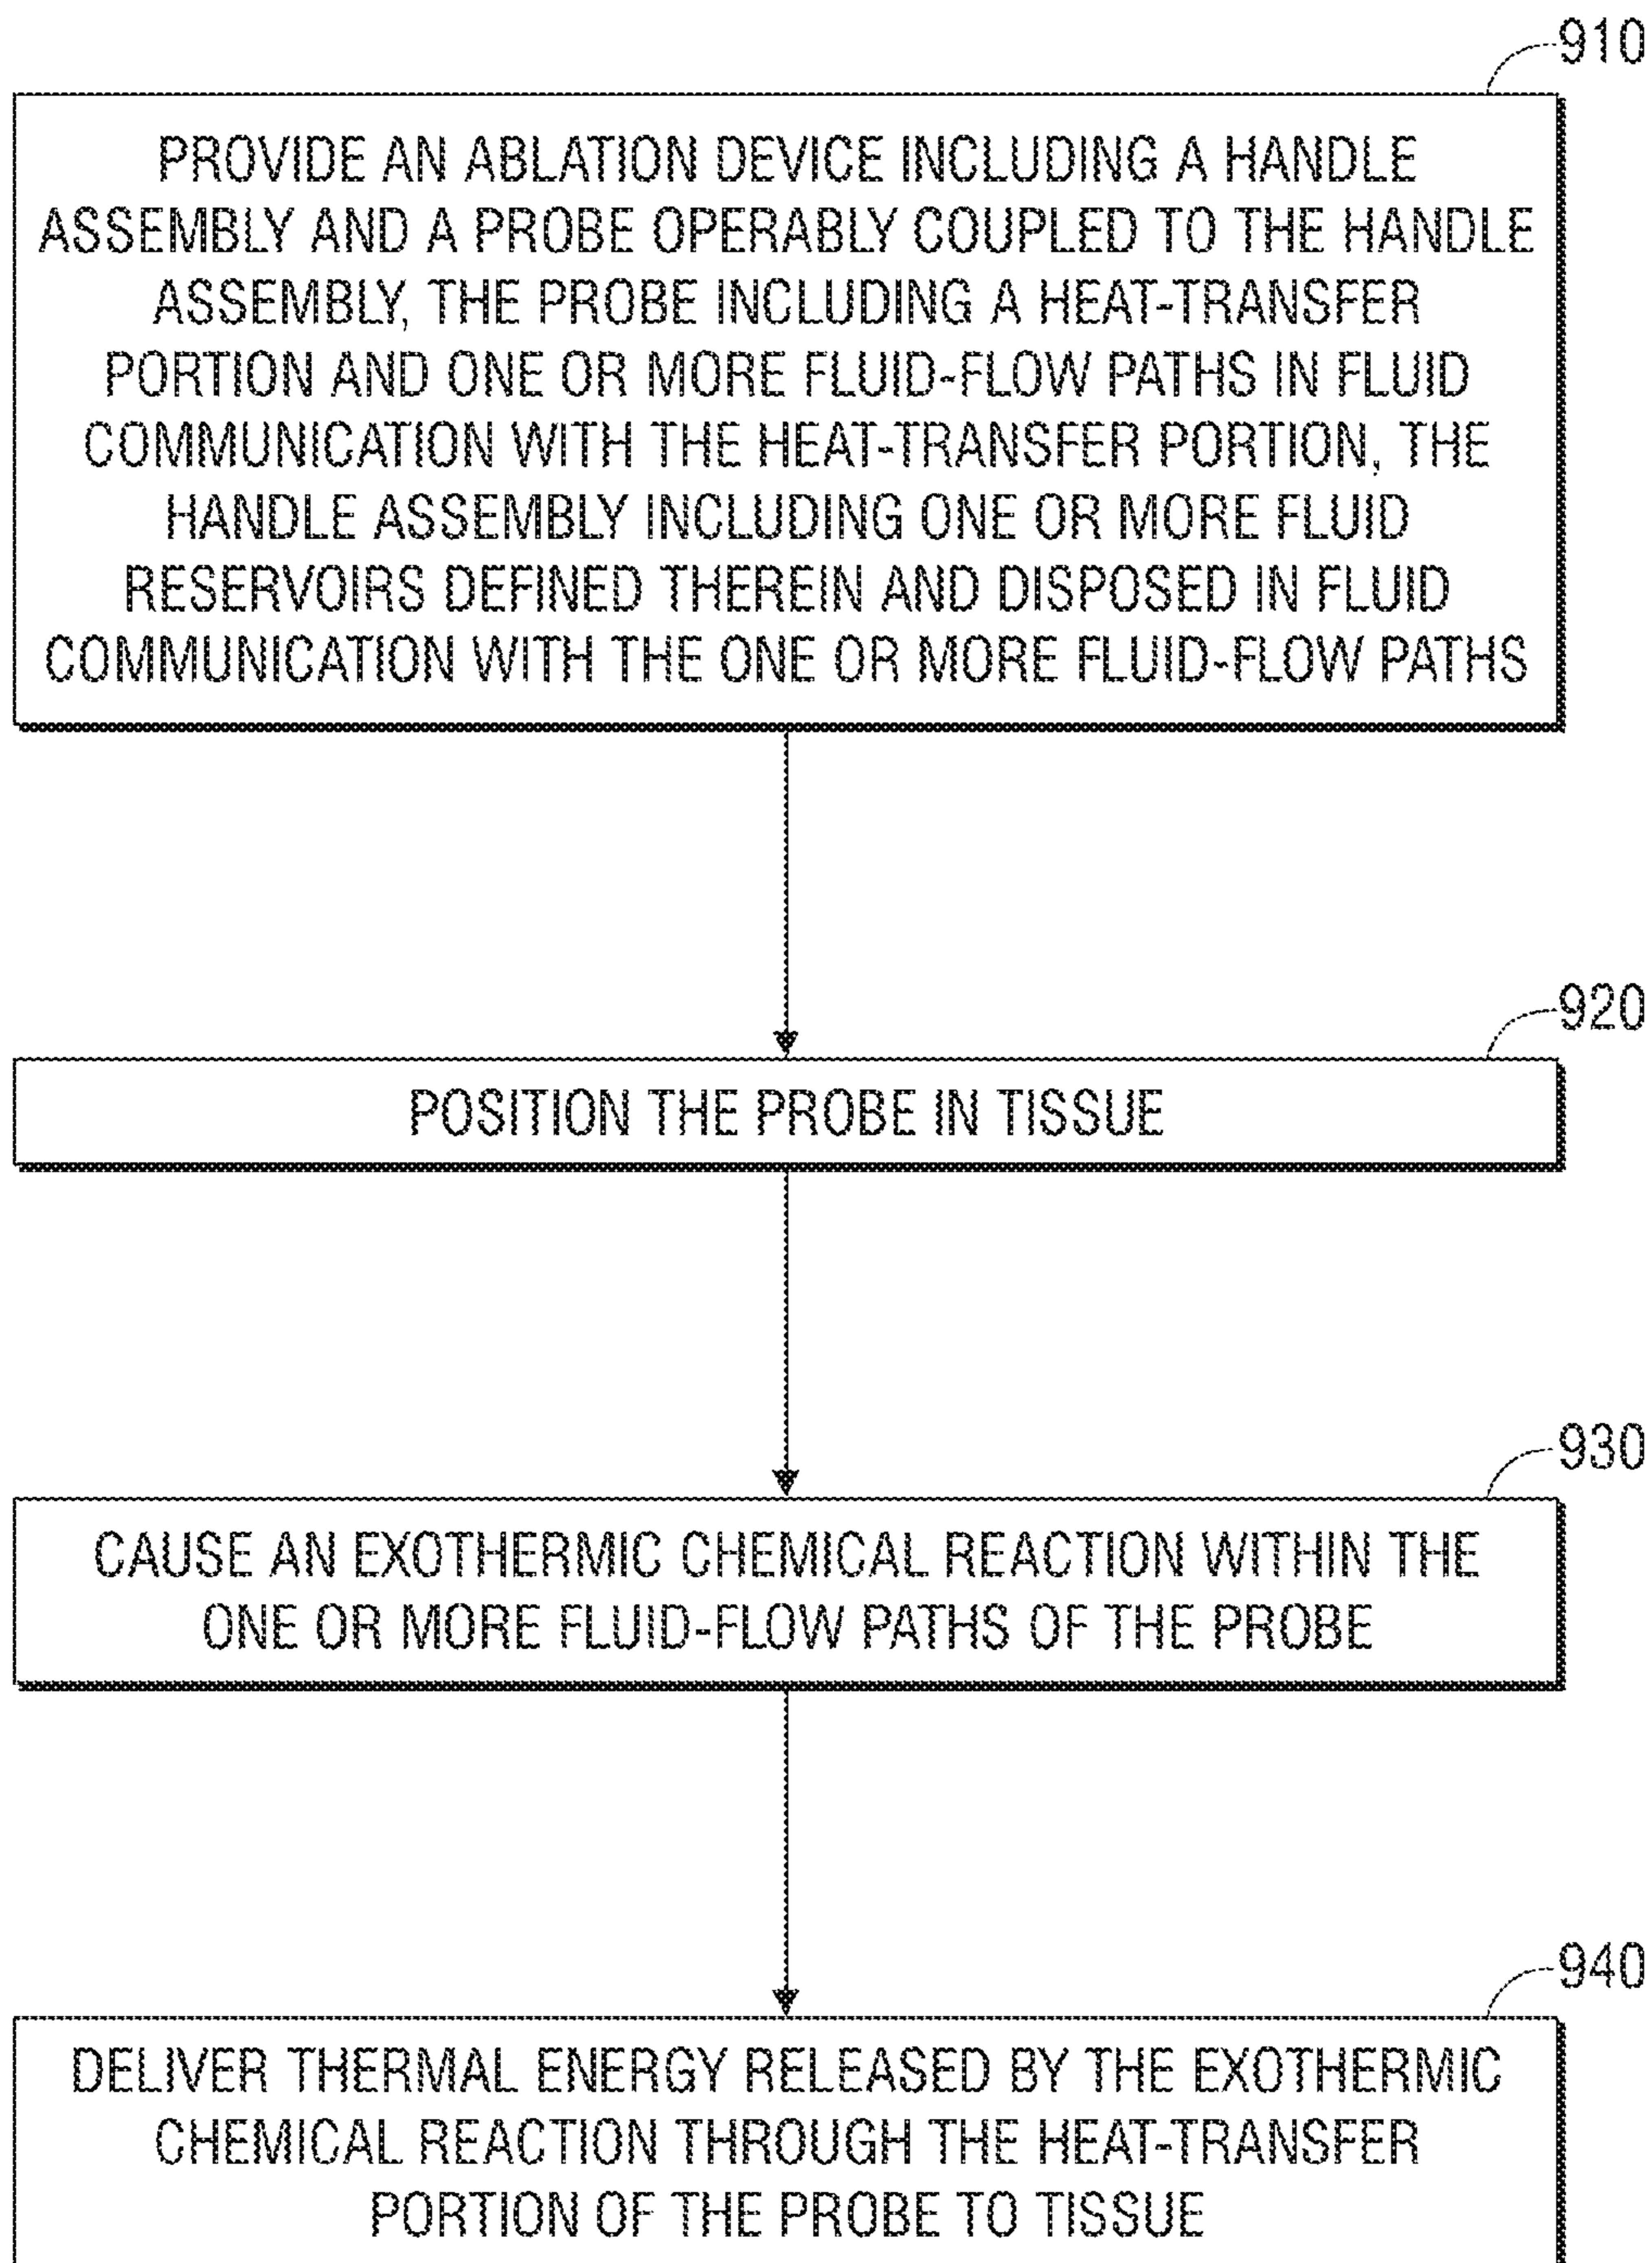 910
PROVIDE AN ABLATION DEVICE INCLUDING A HANDLE
ASSEMBLY AND A PROBE OPERABLY COUPLED TO THE HANDLE
ASSEMBLY, THE PROBE INCLUDING A HEAT-TRANSFER
PORTION AND ONE OR MORE FLUID-FLOW PATHS IN FLUID
COMMUNICATION WITH THE HEAT-TRANSFER PORTION, THE
HANDLE ASSEMBLY INCLUDING ONE OR MORE FLUID
RESERVOIRS DEFINED THEREIN AND DISPOSED IN FLUID
COMMUNICATION WITH THE ONE OR MORE FLUID-FLOW PATHS
920
POSITION THE PROBE IN TISSUE
930
CAUSE AN EXOTHERMIC CHEMICAL REACTION WITHIN THE
ONE OR MORE FLUID-FLOW PATHS OF THE PROBE
940
DELIVER THERMAL ENERGY RELEASED BY THE EXOTHERMIC
CHEMICAL REACTION THROUGH THE HEAT-TRANSFER
PORTION OF THE PROBE TO TISSUE